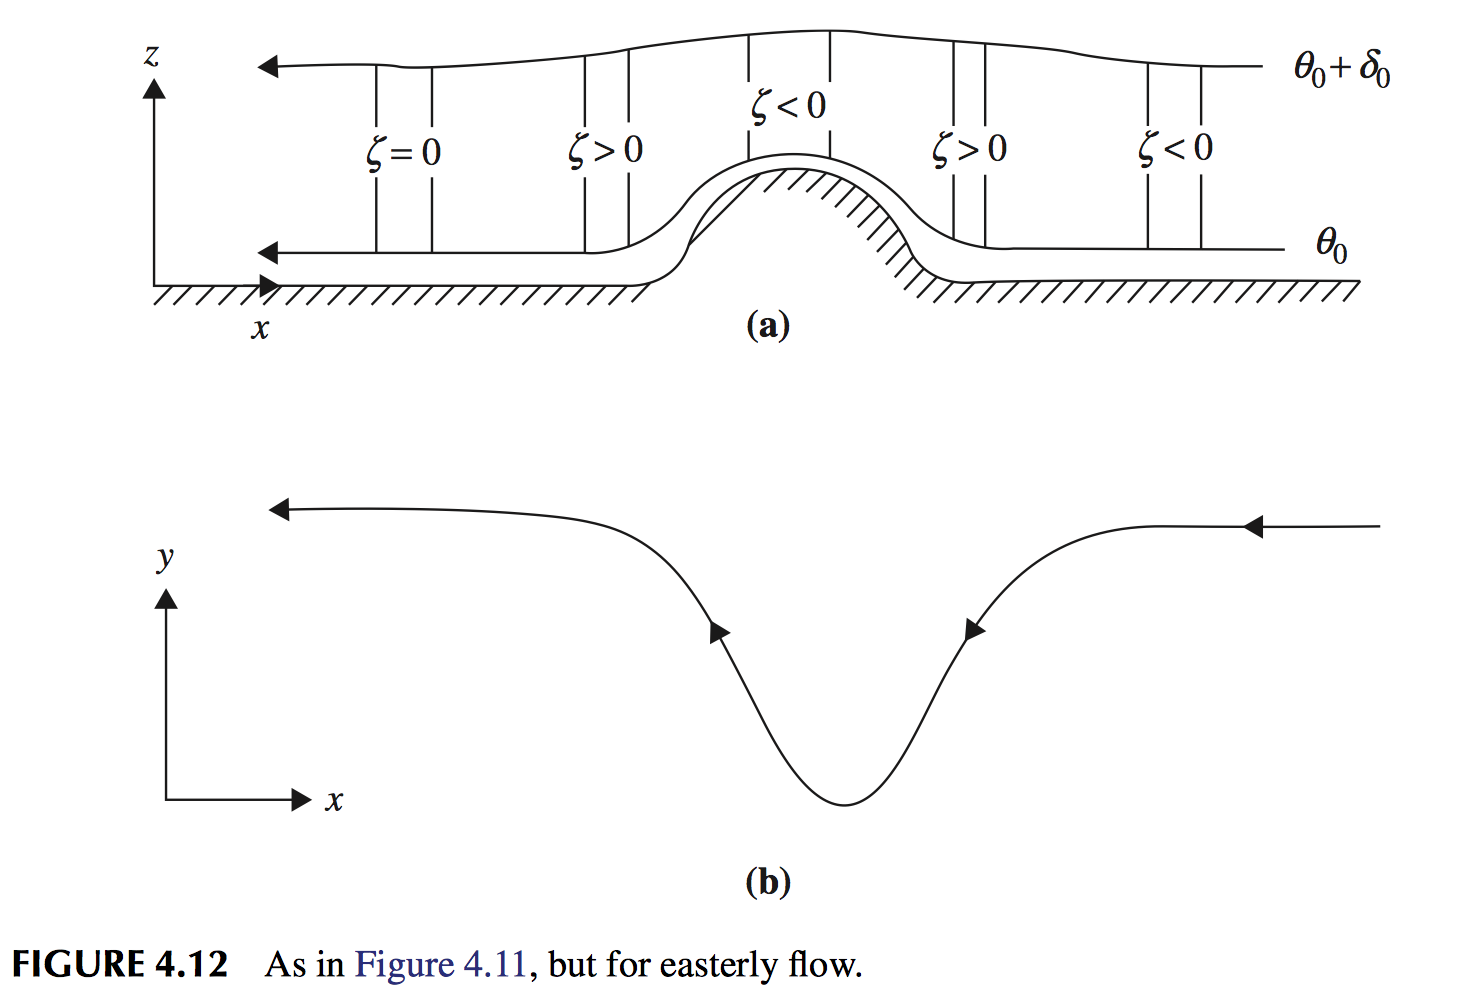 z
θ₀ + δ₀
ζ < 0
ζ = 0
ζ > 0
ζ > 0
ζ < 0
θ₀
x
(a)
y
x
(b)
FIGURE 4.12 As in Figure 4.11, but for easterly flow.